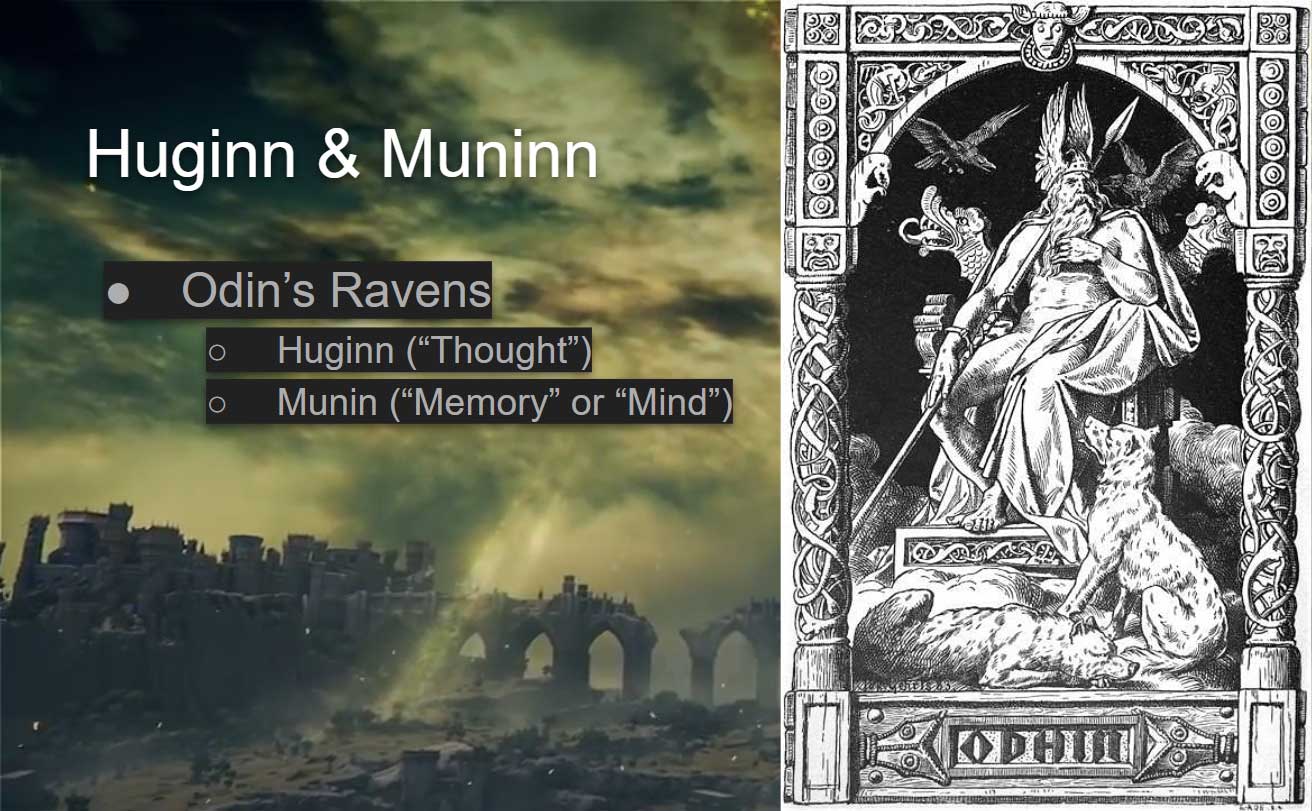 Huginn & Muninn
● Odin’s Ravens
○ Huginn (“Thought”)
○ Munin (“Memory” or “Mind”)
ODHIN